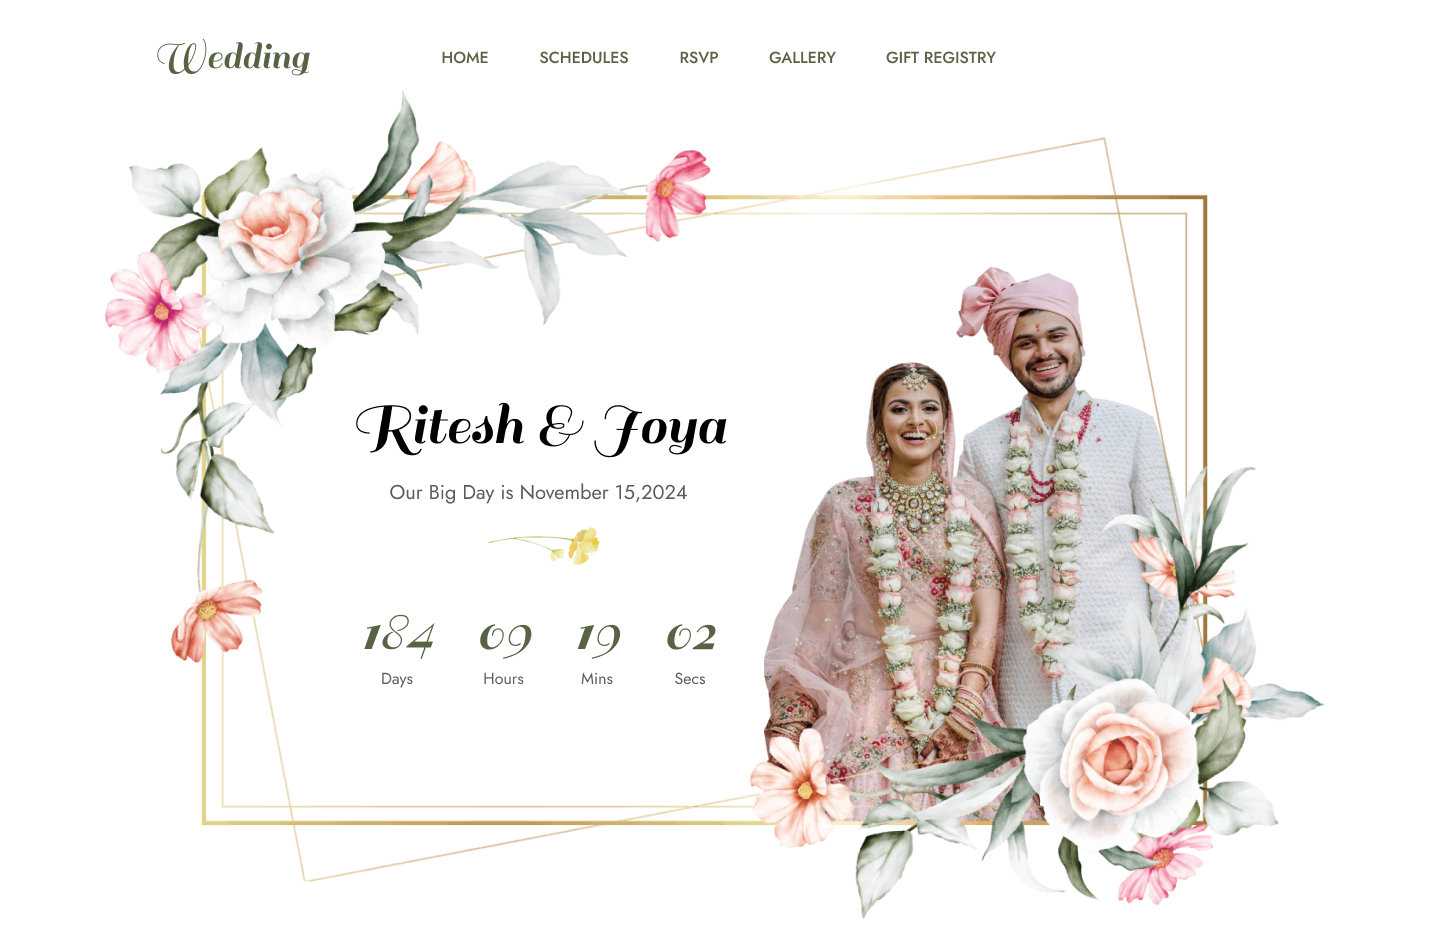 Wedding
HOME SCHEDULES RSVP GALLERY GIFT REGISTRY
Ritesh & Joya
Our Big Day is November 15,2024
184 09 19 02
Days Hours Mins Secs